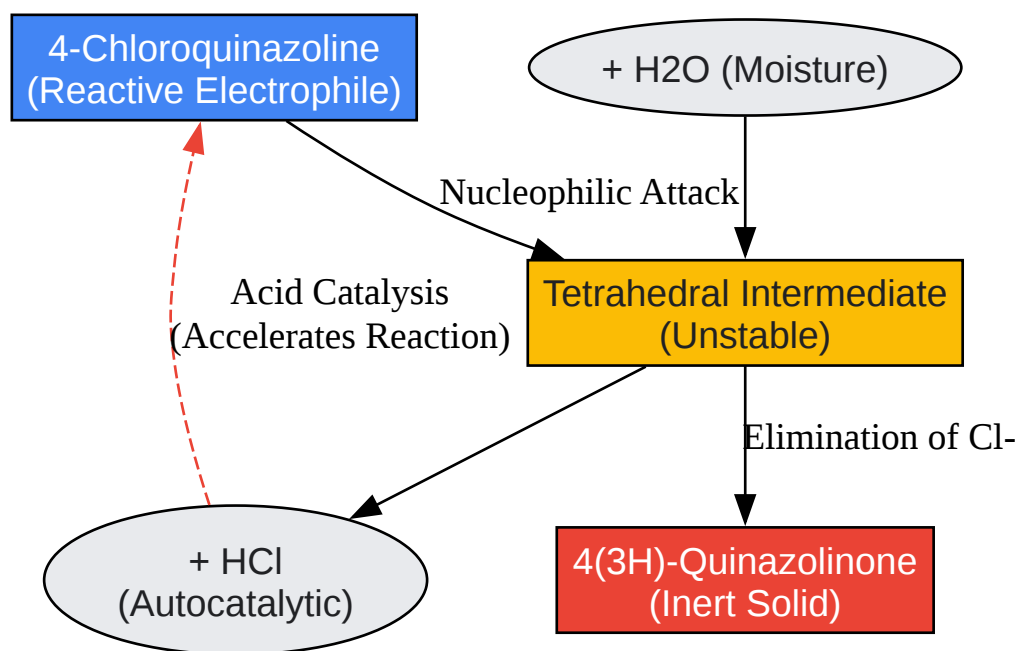 4-Chloroquinazoline
(Reactive Electrophile)
+ H2O (Moisture)
Nucleophilic Attack
Acid Catalysis
(Accelerates Reaction)
Tetrahedral Intermediate
(Unstable)
Elimination of Cl-
+ HCl
(Autocatalytic)
4(3H)-Quinazolinone
(Inert Solid)